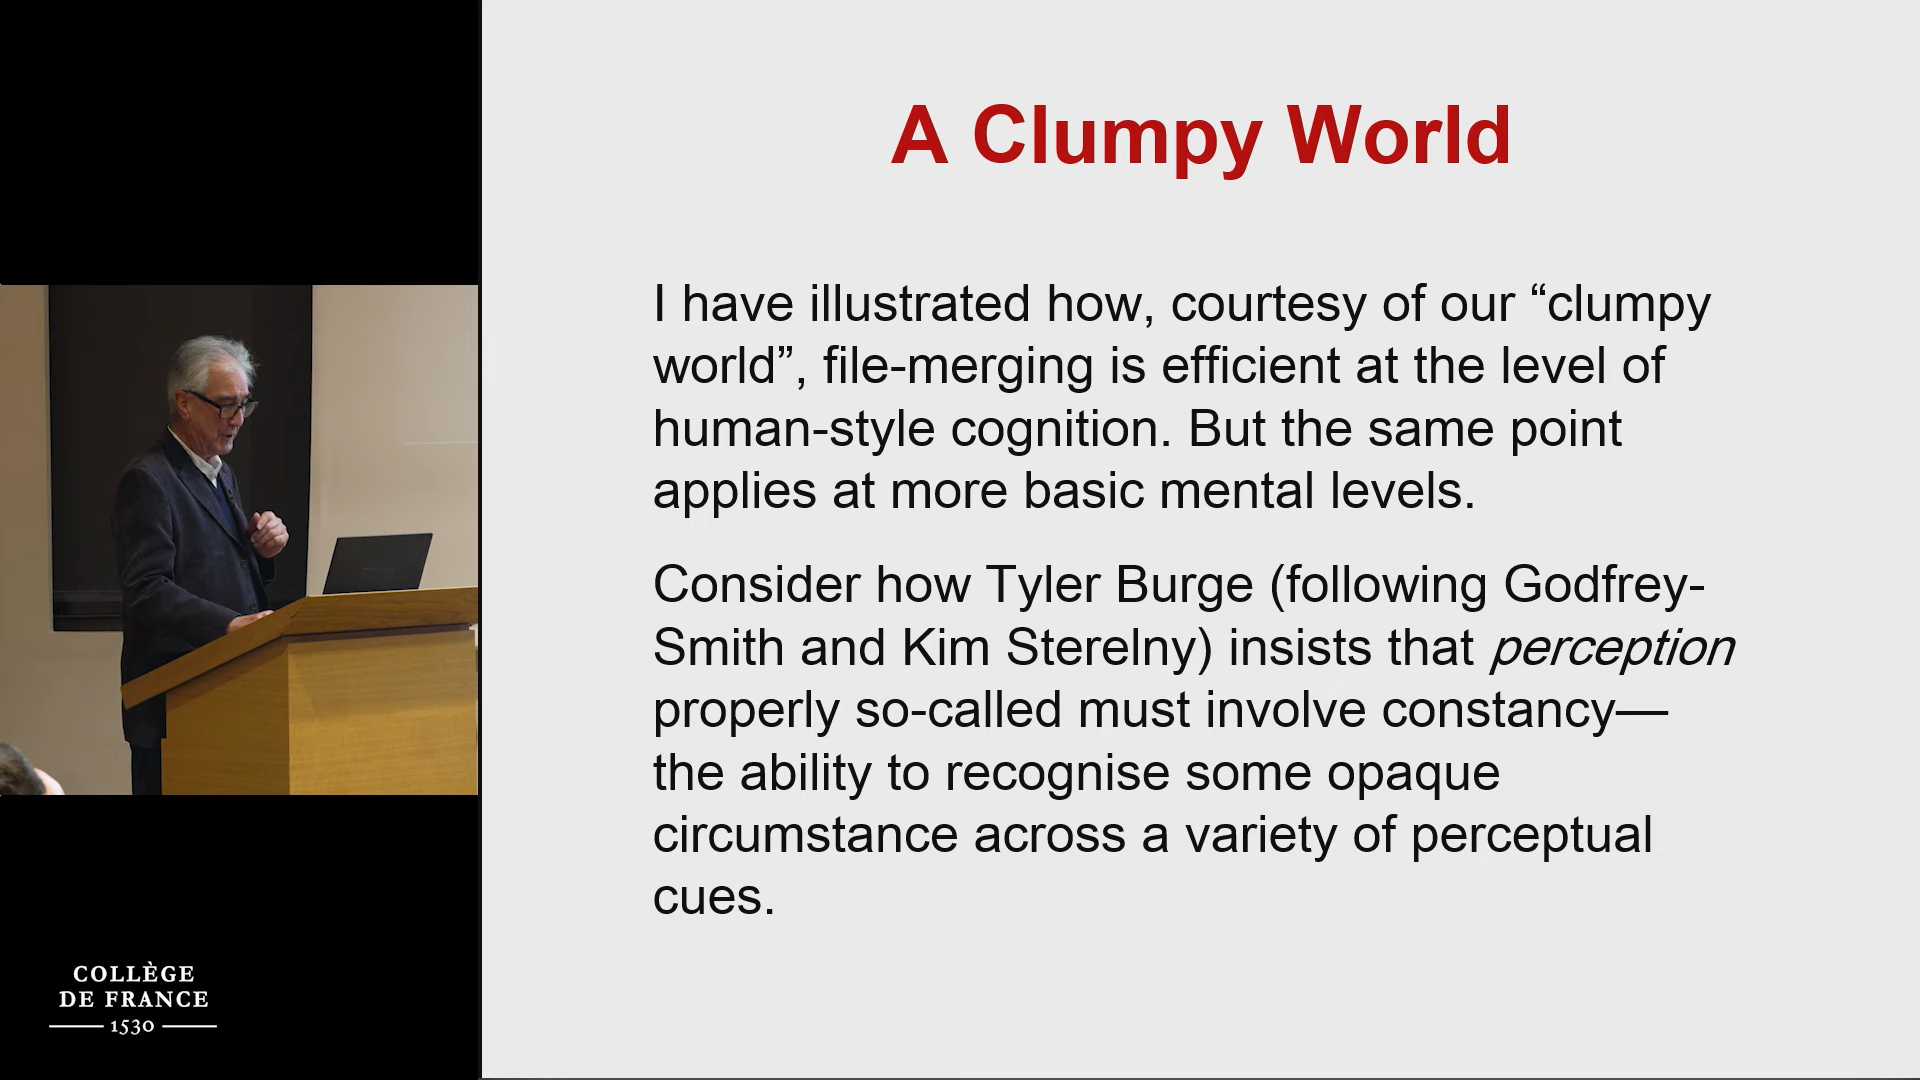 A Clumpy World
I have illustrated how, courtesy of our “clumpy
world”, file-merging is efficient at the level of
human-style cognition. But the same point
applies at more basic mental levels.
Consider how Tyler Burge (following Godfrey-
Smith and Kim Sterelny) insists that perception
properly so-called must involve constancy—
the ability to recognise some opaque
circumstance across a variety of perceptual
cues.
COLLÈGE
DE FRANCE
1530